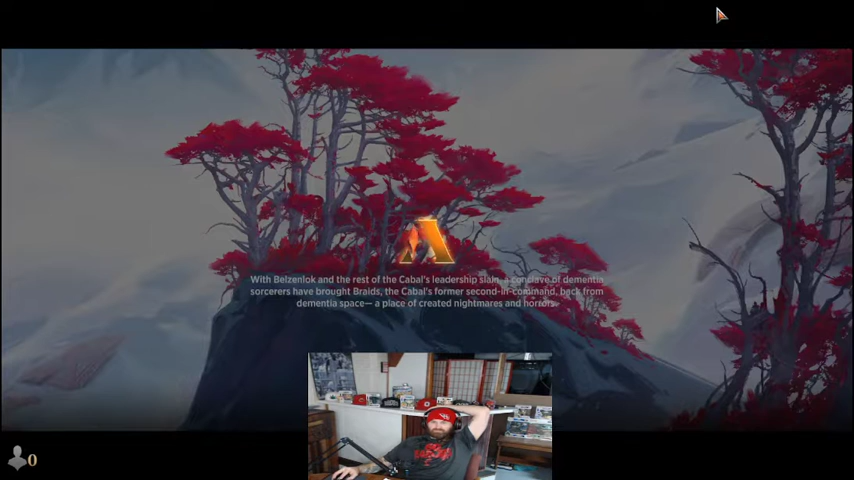 With Belzenlok and the rest of the Cabal's leadership slain, a conclave of dementia
sorcerers have brought Braids, the Cabal's former second-in-command, back from
dementia space— a place of created nightmares and horrors.
0